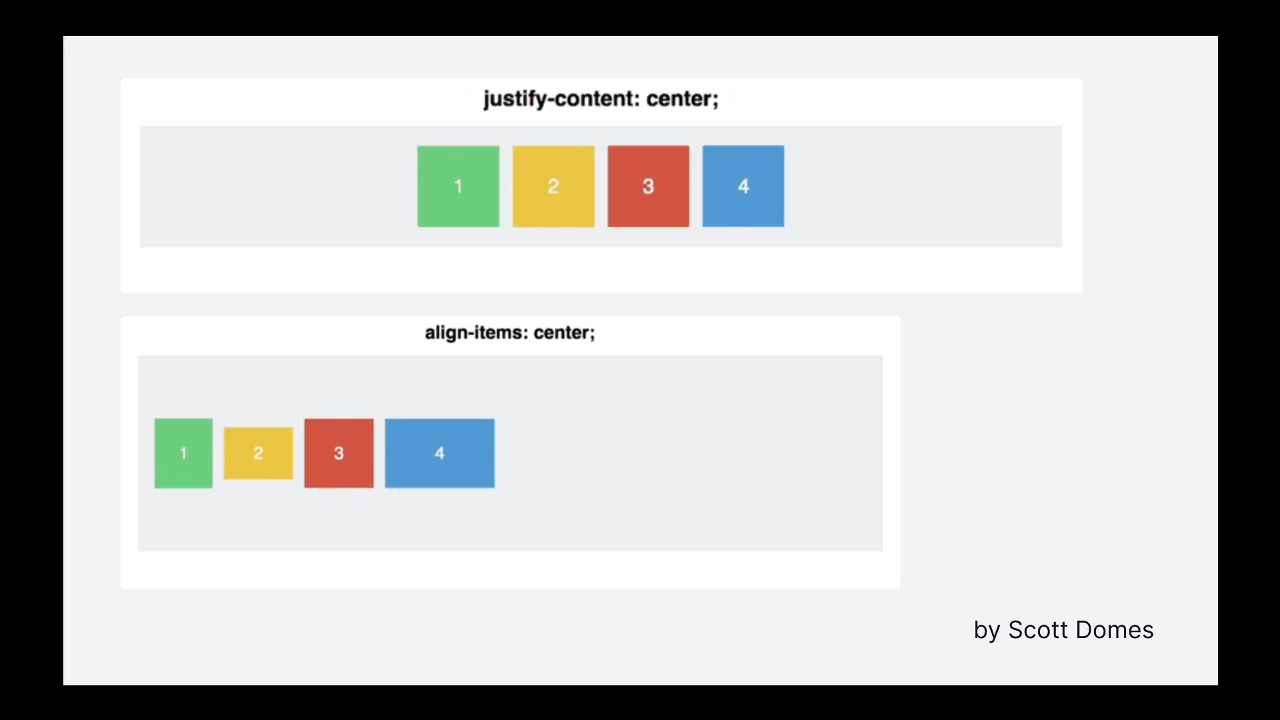 justify-content: center;
1 2 3 4
align-items: center;
1 2 3 4
by Scott Domes